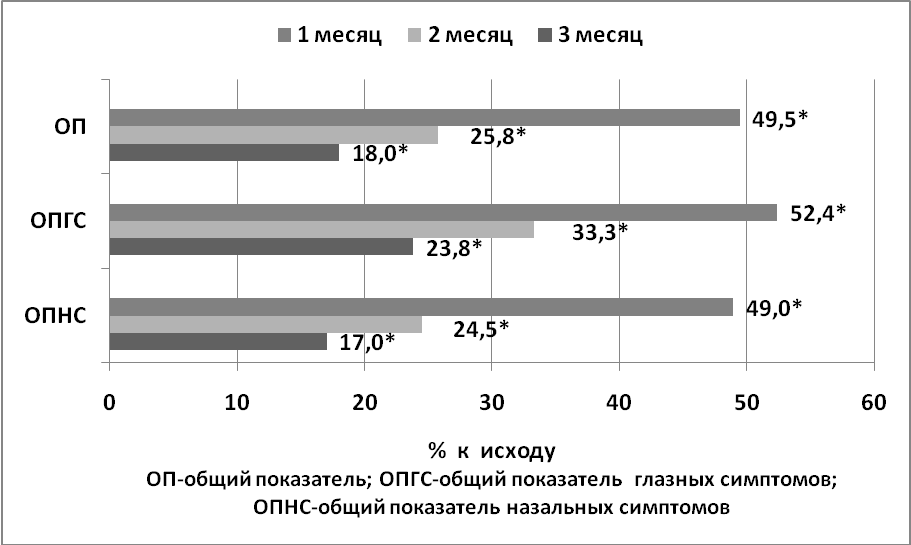 1 месяц 2 месяц 3 месяц
ОП
49,5*
25,8*
18,0*
ОПГС
52,4*
33,3*
23,8*
ОПНС
49,0*
24,5*
17,0*
0 10 20 30 40 50 60
% к исходу
ОП-общий показатель; ОПГС-общий показатель глазных симптомов;
ОПНС-общий показатель назальных симптомов